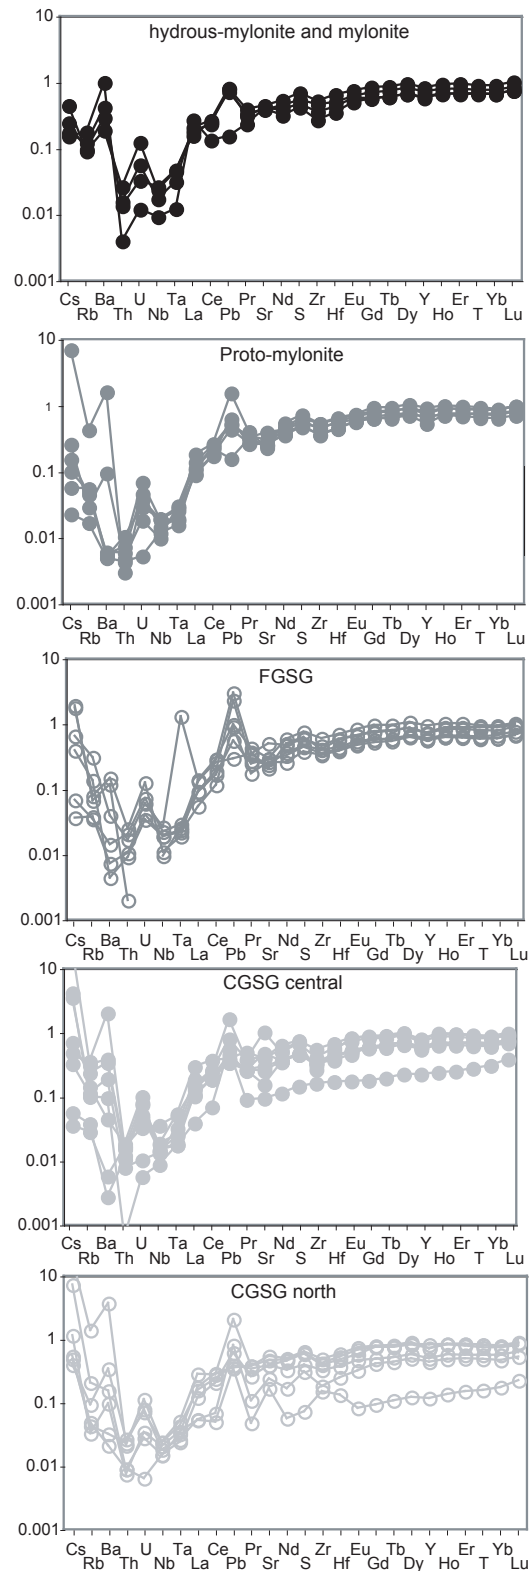 10
hydrous-mylonite and mylonite
1
0.1
0.01
0.001
Cs Ba U Ta Ce Pr Nd Zr Eu Tb Y Er Yb
Rb Th Nb La Pb Sr S Hf Gd Dy Ho T Lu
10
Proto-mylonite
1
0.1
0.01
0.001
Cs Ba U Ta Ce Pr Nd Zr Eu Tb Y Er Yb
Rb Th Nb La Pb Sr S Hf Gd Dy Ho T Lu
10
FGSG
1
0.1
0.01
0.001
Cs Ba U Ta Ce Pr Nd Zr Eu Tb Y Er Yb
Rb Th Nb La Pb Sr S Hf Gd Dy Ho T Lu
10
CGSG central
1
0.1
0.01
0.001
Cs Ba U Ta Ce Pr Nd Zr Eu Tb Y Er Yb
Rb Th Nb La Pb Sr S Hf Gd Dy Ho T Lu
10
CGSG north
1
0.1
0.01
0.001
Cs Ba U Ta Ce Pr Nd Zr Eu Tb Y Er Yb
Rb Th Nb La Pb Sr S Hf Gd Dy Ho T Lu